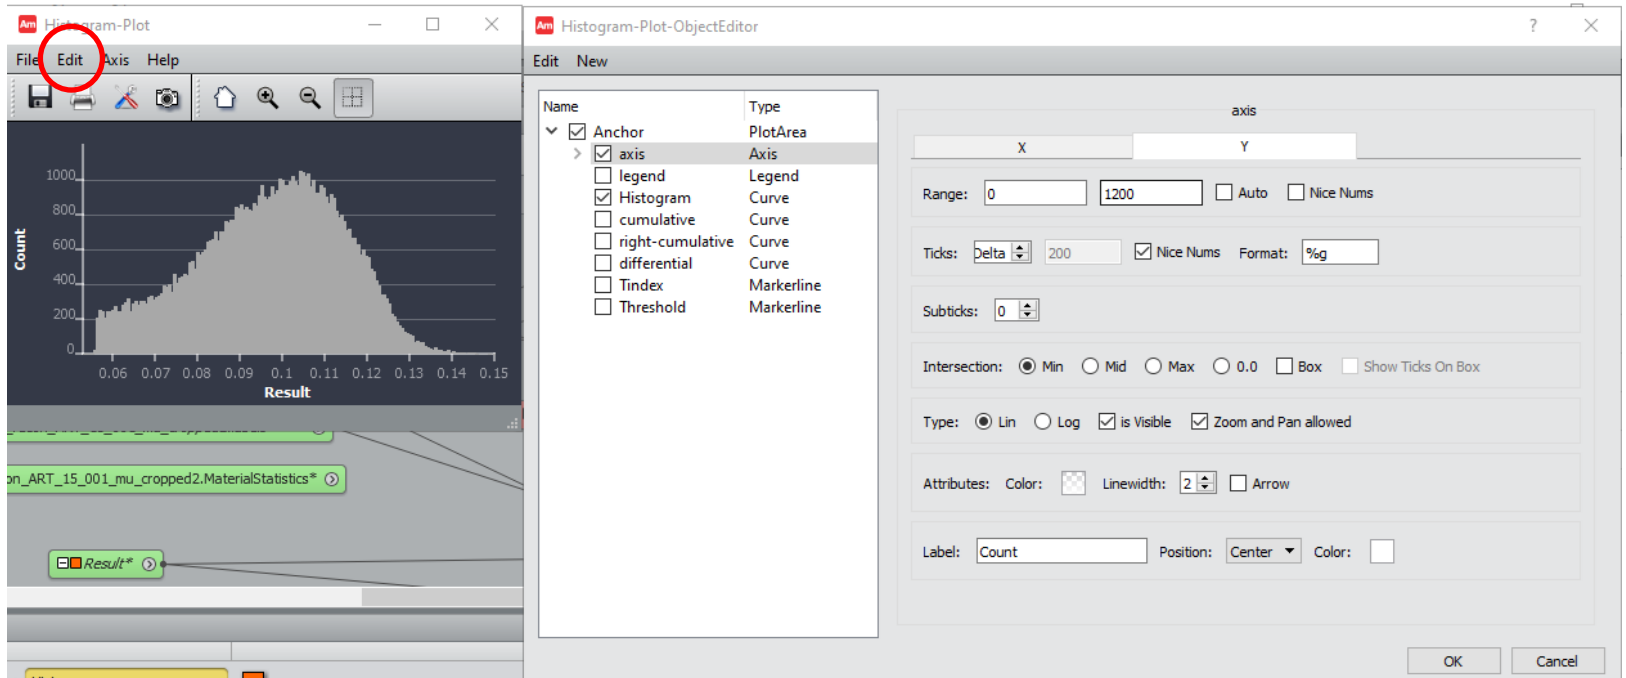 Am Histogram-Plot
File Edit Axis Help
1000
800
600
400
200
0
Count
0.06 0.07 0.08 0.09 0.1 0.11 0.12 0.13 0.14 0.15
Result
on_ART_15_001_mu_cropped2.MaterialStatistics*
Result*
Am Histogram-Plot-ObjectEditor ?
Edit New
Name Type
Anchor PlotArea
axis Axis
legend Legend
Histogram Curve
cumulative Curve
right-cumulative Curve
differential Curve
Tindex Markerline
Threshold Markerline
axis
X Y
Range: 0 1200 Auto Nice Nums
Ticks: Delta 200 Nice Nums Format: %g
Subticks: 0
Intersection: Min Mid Max 0.0 Box Show Ticks On Box
Type: Lin Log is Visible Zoom and Pan allowed
Attributes: Color: Linewidth: 2 Arrow
Label: Count Position: Center Color:
OK Cancel